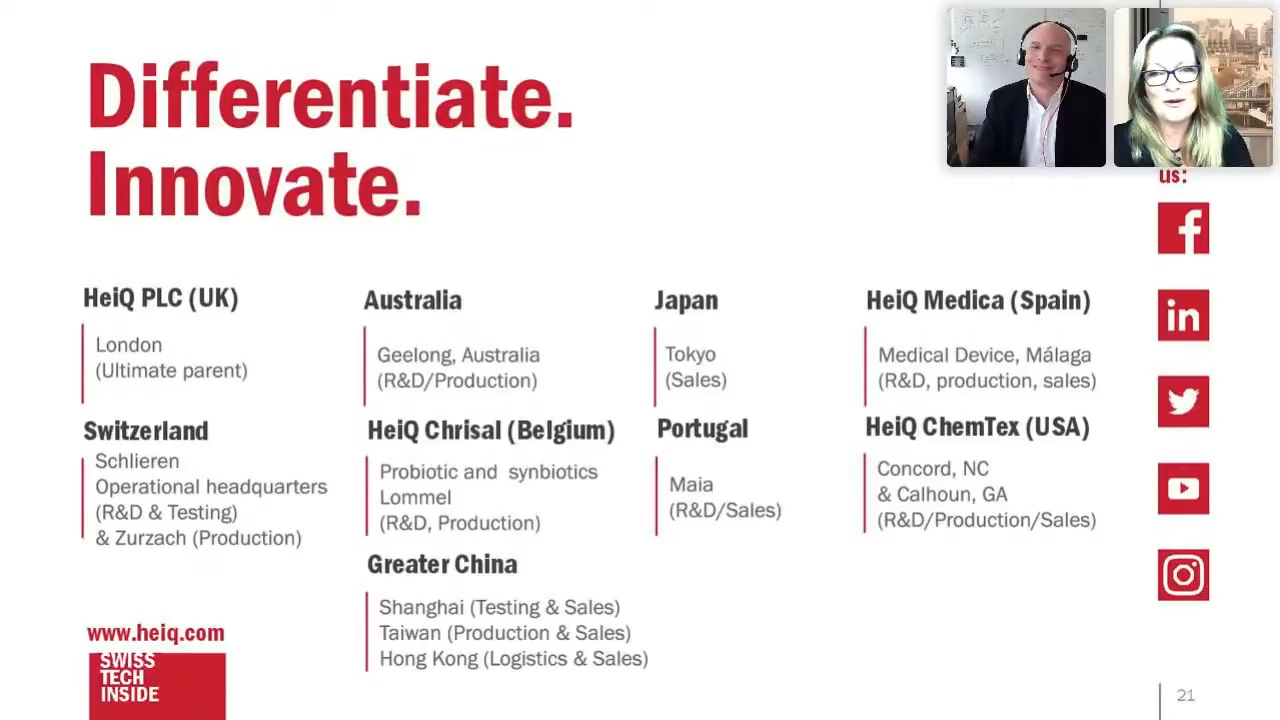 Differentiate.
Innovate.
us:
HeiQ PLC (UK)
London
(Ultimate parent)
Australia
Geelong, Australia
(R&D/Production)
Japan
Tokyo
(Sales)
HeiQ Medica (Spain)
Medical Device, Málaga
(R&D, production, sales)
Switzerland
Schlieren
Operational headquarters
(R&D & Testing)
& Zurzach (Production)
HeiQ Chrisal (Belgium)
Probiotic and synbiotics
Lommel
(R&D, Production)
Portugal
Maia
(R&D/Sales)
HeiQ ChemTex (USA)
Concord, NC
& Calhoun, GA
(R&D/Production/Sales)
Greater China
Shanghai (Testing & Sales)
Taiwan (Production & Sales)
Hong Kong (Logistics & Sales)
www.heiq.com
SWISS
TECH
INSIDE
21